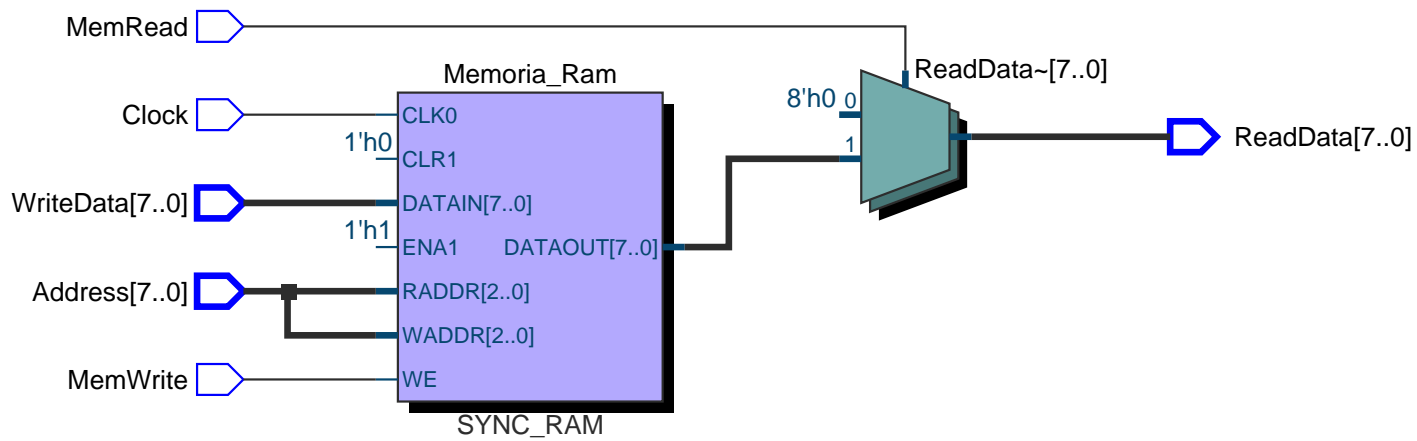 MemRead
Memoria_Ram
ReadData~[7..0]
8'h0 0
Clock
CLK0
1'h0
CLR1
1
ReadData[7..0]
WriteData[7..0]
DATAIN[7..0]
1'h1
ENA1 DATAOUT[7..0]
Address[7..0]
RADDR[2..0]
WADDR[2..0]
MemWrite
WE
SYNC_RAM